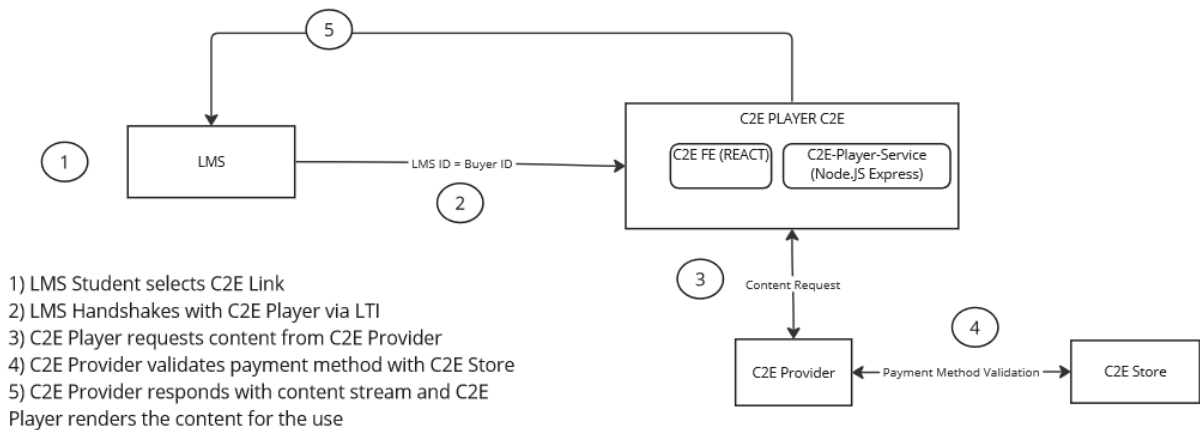 5
C2E PLAYER C2E
C2E FE (REACT)
C2E-Player-Service
(Node.JS Express)
1
LMS
LMS ID = Buyer ID
2
3
Content Request
4
C2E Provider
Payment Method Validation
C2E Store
1) LMS Student selects C2E Link
2) LMS Handshakes with C2E Player via LTI
3) C2E Player requests content from C2E Provider
4) C2E Provider validates payment method with C2E Store
5) C2E Provider responds with content stream and C2E
Player renders the content for the use